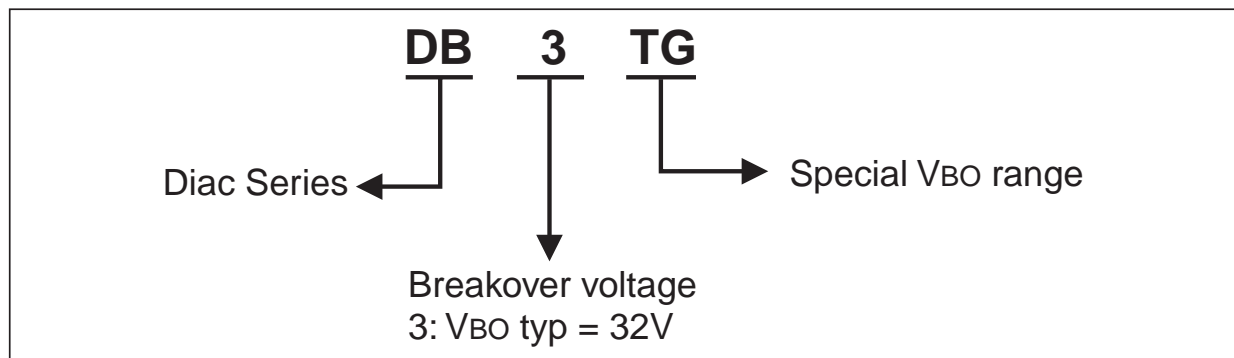 DB 3 TG
Diac Series
Special VBO range
Breakover voltage
3: VBO typ = 32V